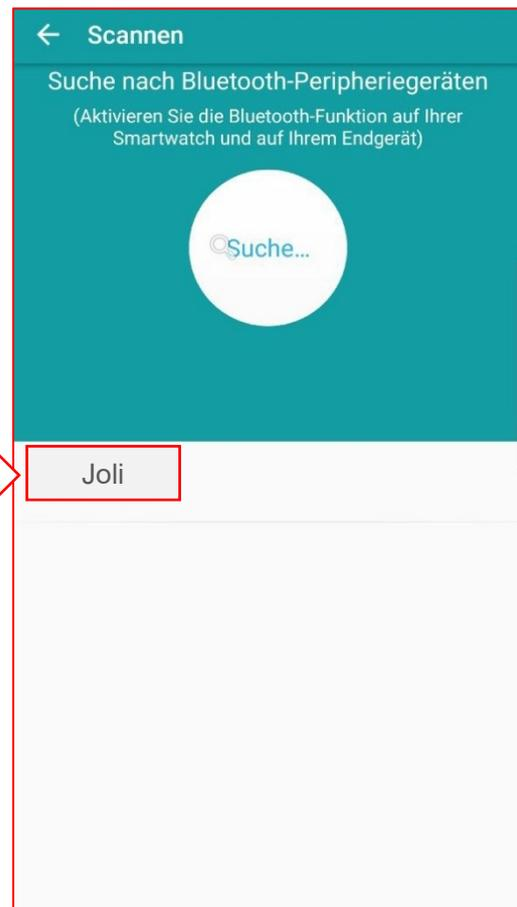 Scannen
Suche nach Bluetooth-Peripheriegeräten
(Aktivieren Sie die Bluetooth-Funktion auf Ihrer
Smartwatch und auf Ihrem Endgerät)
Suche...
Joli